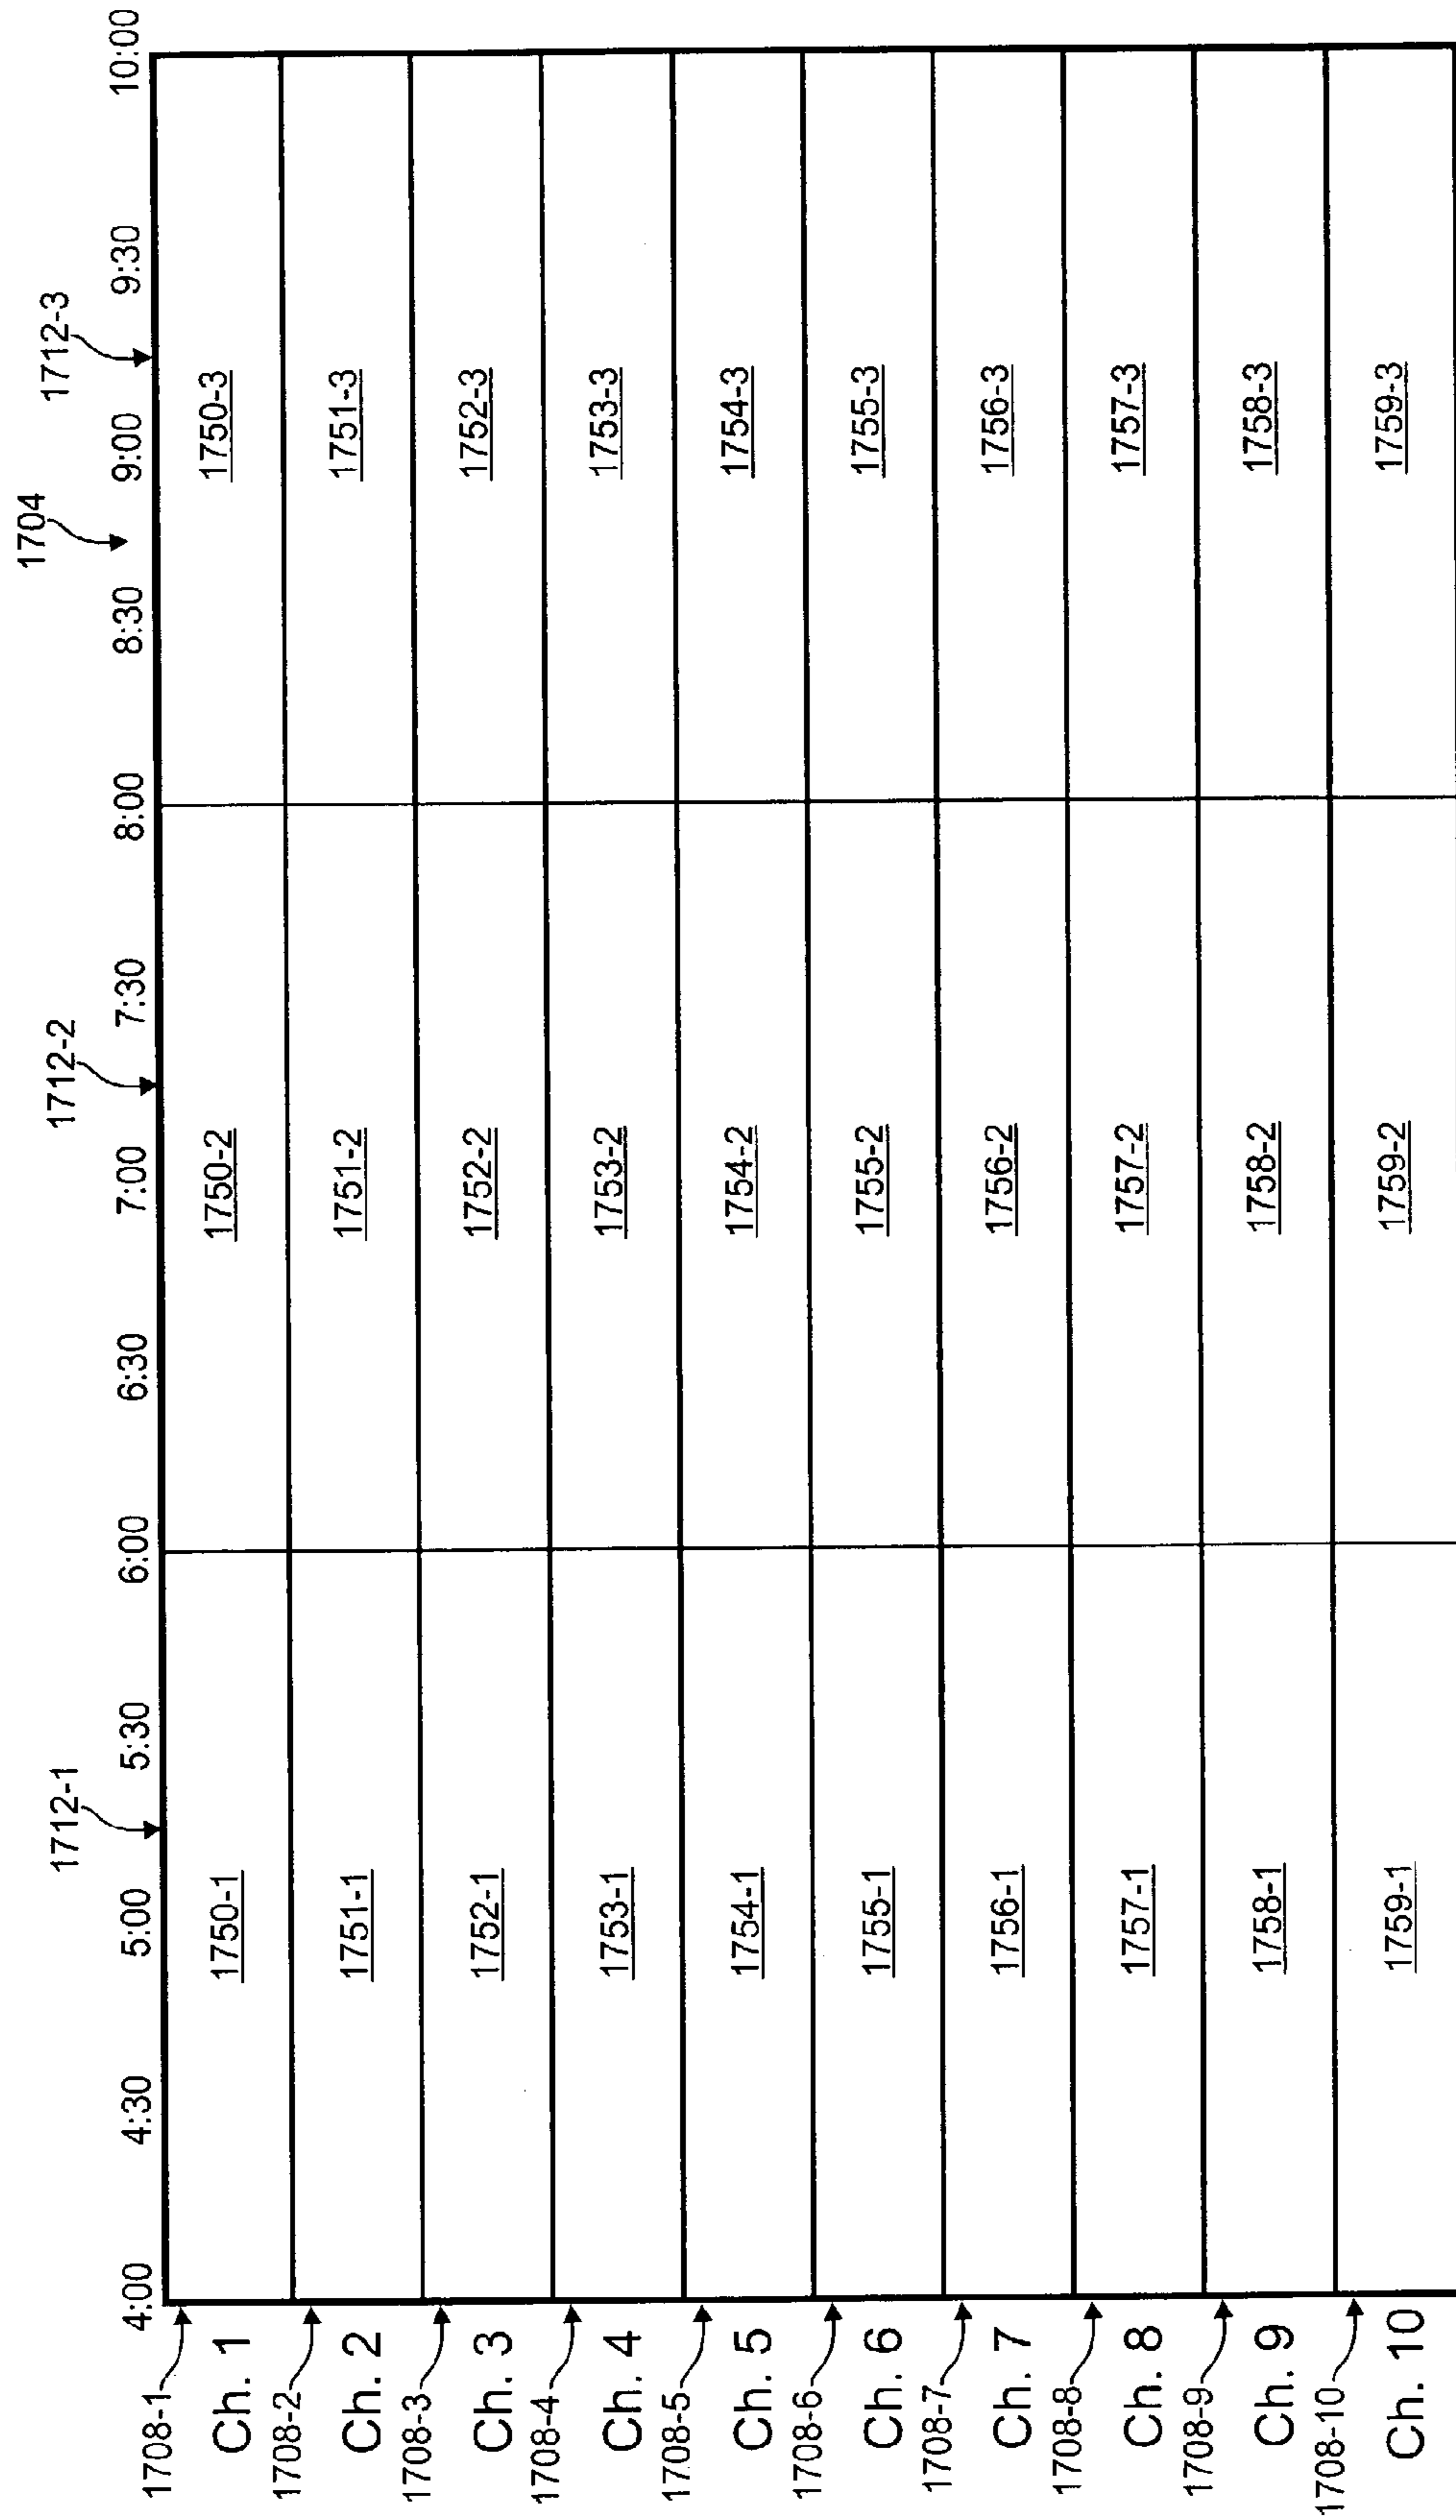 1704
1712-1
1712-2
1712-3
4:00 4:30 5:00 5:30 6:00 6:30 7:00 7:30 8:00 8:30 9:00 9:30 10:00
1708-1
Ch. 1 1750-1 1750-2 1750-3
1708-2
Ch. 2 1751-1 1751-2 1751-3
1708-3
Ch. 3 1752-1 1752-2 1752-3
1708-4
Ch. 4 1753-1 1753-2 1753-3
1708-5
Ch. 5 1754-1 1754-2 1754-3
1708-6
Ch. 6 1755-1 1755-2 1755-3
1708-7
Ch. 7 1756-1 1756-2 1756-3
1708-8
Ch. 8 1757-1 1757-2 1757-3
1708-9
Ch. 9 1758-1 1758-2 1758-3
1708-10
Ch. 10 1759-1 1759-2 1759-3